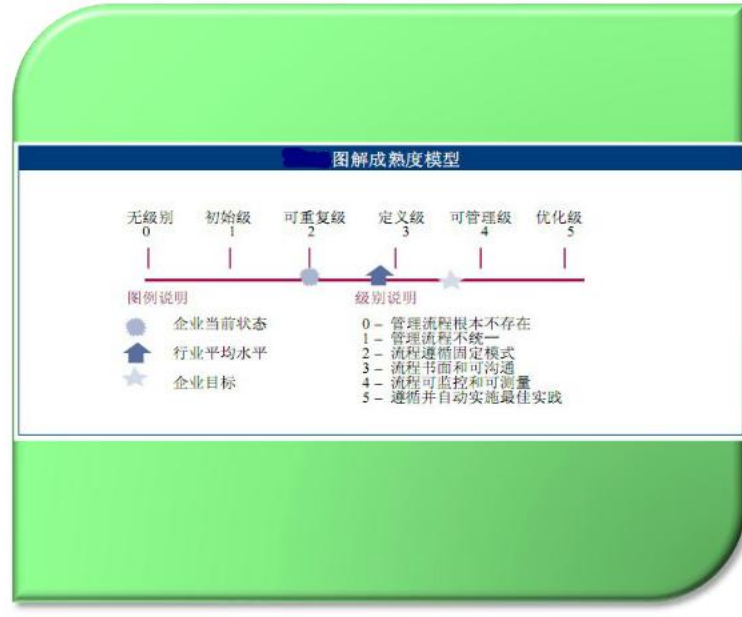 图解成熟度模型
无级别 初始级 可重复级 定义级 可管理级 优化级
0 1 2 3 4 5
图例说明
企业当前状态
行业平均水平
企业目标
级别说明
0 – 管理流程根本不存在
1 – 管理流程不统一
2 – 流程遵循固定模式
3 – 流程书面和可沟通
4 – 流程可监控和可测量
5 – 遵循并自动实施最佳实践